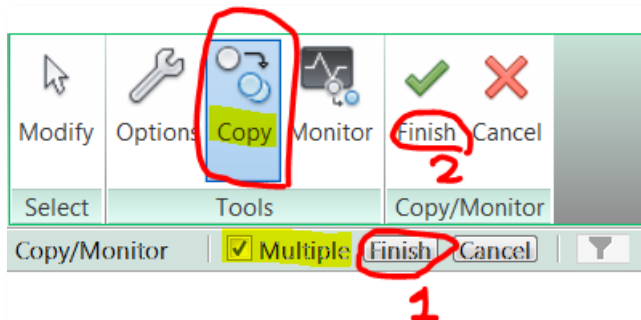 Modify Options Copy Monitor Finish Cancel
2
Select Tools Copy/Monitor
Copy/Monitor Multiple Finish Cancel
1